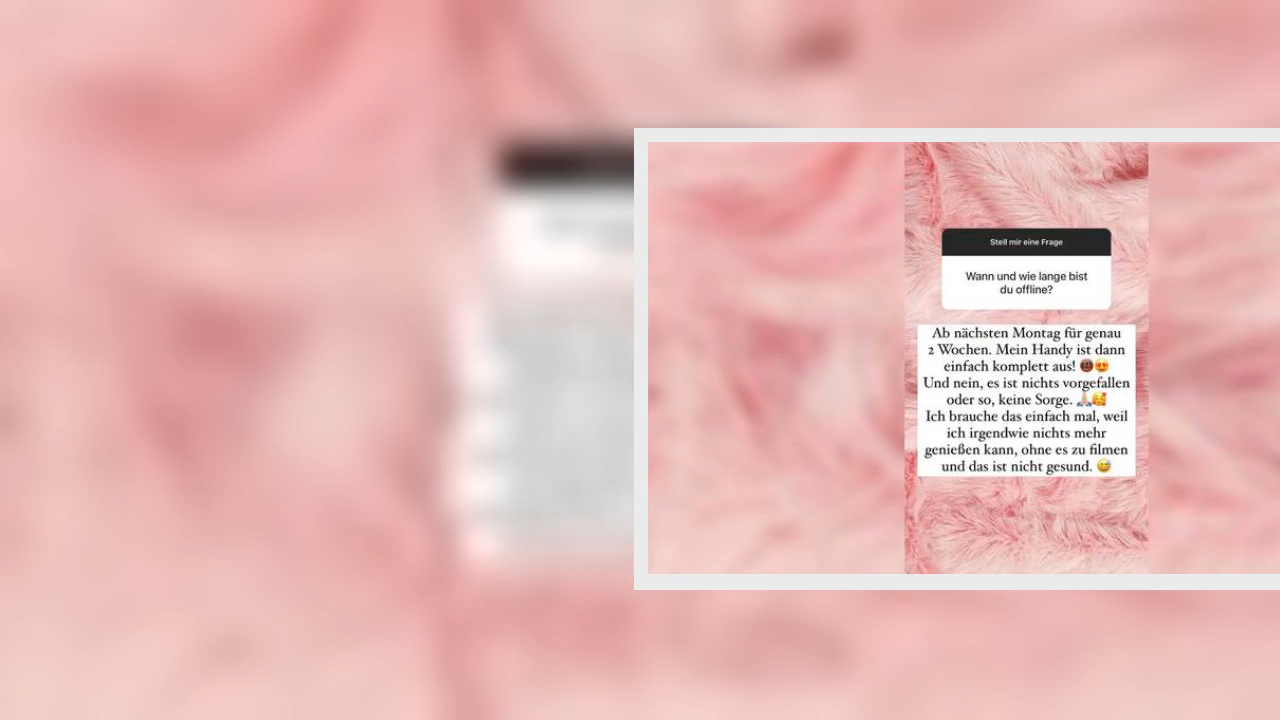 Stell mir eine Frage
Wann und wie lange bist
du offline?
Ab nächsten Montag für genau
2 Wochen. Mein Handy ist dann
einfach komplett aus! 📵😍
Und nein, es ist nichts vorgefallen
oder so, keine Sorge. 🙏🏻🥰
Ich brauche das einfach mal, weil
ich irgendwie nichts mehr
genießen kann, ohne es zu filmen
und das ist nicht gesund. 😅